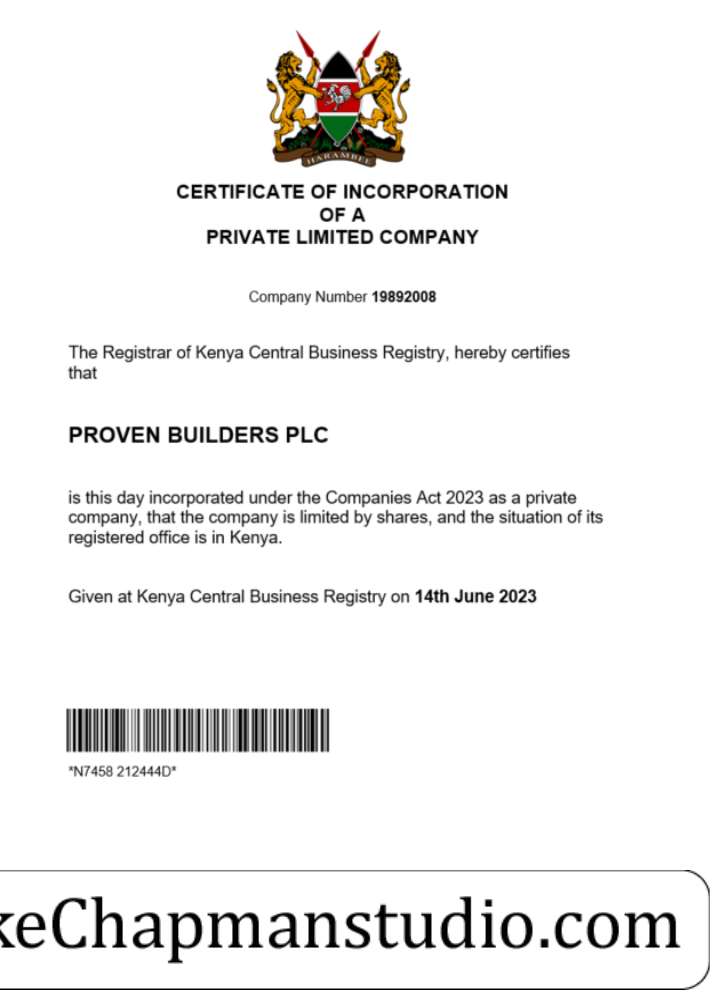 HARAMBEE
CERTIFICATE OF INCORPORATION
OF A
PRIVATE LIMITED COMPANY
Company Number 19892008
The Registrar of Kenya Central Business Registry, hereby certifies
that
PROVEN BUILDERS PLC
is this day incorporated under the Companies Act 2023 as a private
company, that the company is limited by shares, and the situation of its
registered office is in Kenya.
Given at Kenya Central Business Registry on 14th June 2023
*N7458 212444D*
keChapmanstudio.com